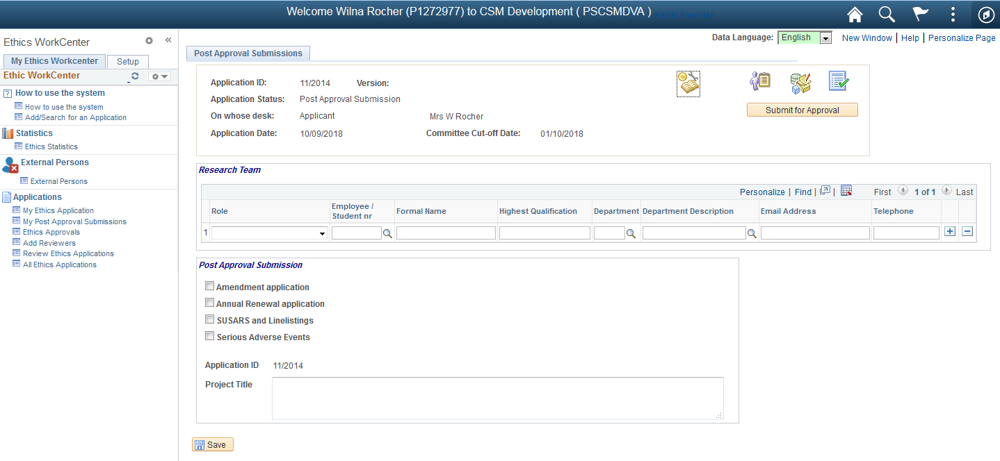 Welcome Wilna Rocher (P1272977) to CSM Development ( PSCSMDVA ) Add to Favorites
Ethics WorkCenter
My Ethics Workcenter Setup
Ethic WorkCenter
How to use the system
How to use the system
Add/Search for an Application
Statistics
Ethics Statistics
External Persons
External Persons
Applications
My Ethics Application
My Post Approval Submissions
Ethics Approvals
Add Reviewers
Review Ethics Applications
All Ethics Applications
Data Language: English New Window | Help | Personalize Page
Post Approval Submissions
Application ID: 11/2014 Version:
Application Status: Post Approval Submission
On whose desk: Applicant Mrs W Rocher
Application Date: 10/09/2018 Committee Cut-off Date: 01/10/2018
Submit for Approval
Research Team
Personalize | Find | | First 1 of 1 Last
Role Employee / Student nr Formal Name Highest Qualification Department Department Description Email Address Telephone
1
Post Approval Submission
Amendment application
Annual Renewal application
SUSARS and Linelistings
Serious Adverse Events
Application ID 11/2014
Project Title
Save